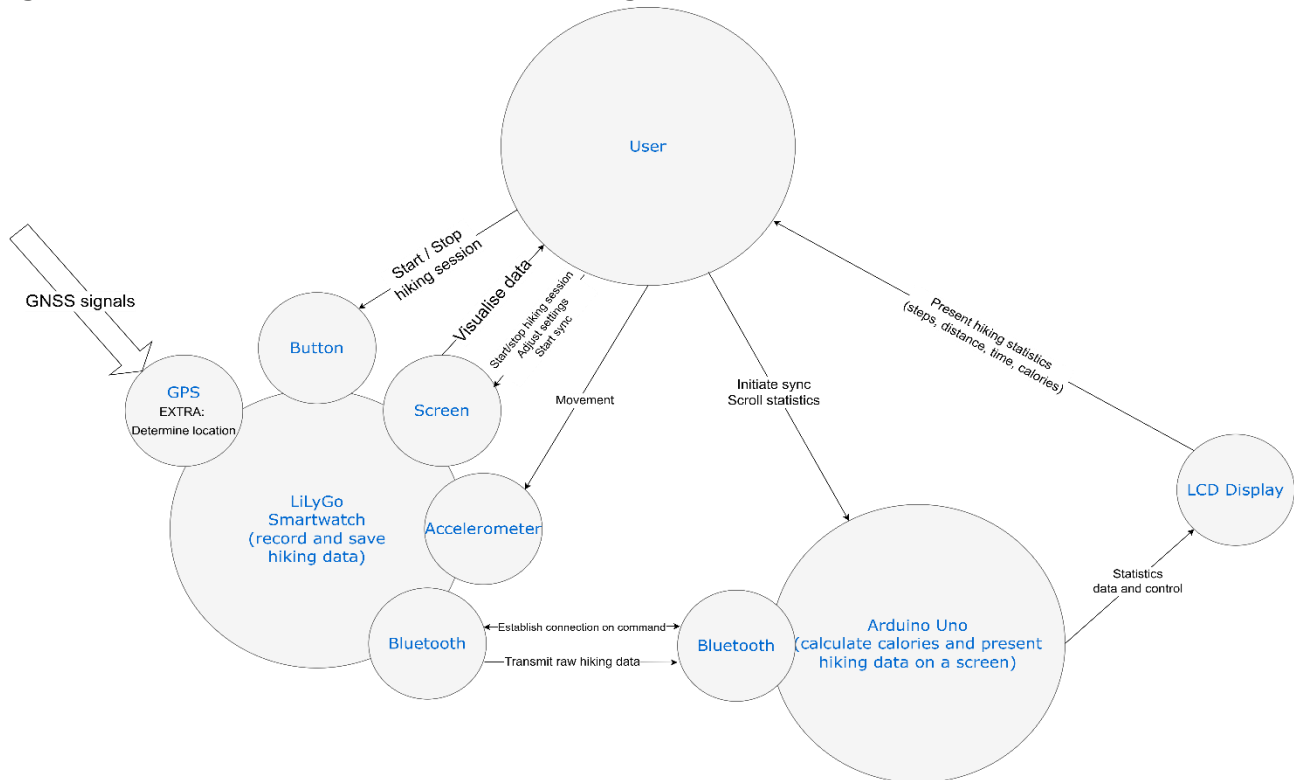 User
Start / Stop
hiking session
Visualise data
Start/stop hiking session
Adjust settings
Start sync
GNSS signals
Button
GPS
EXTRA:
Determine location
Screen
Movement
Initiate sync
Scroll statistics
Present hiking statistics
(steps, distance, time, calories)
LiLyGo
Smartwatch
(record and save
hiking data)
Accelerometer
LCD Display
Bluetooth
Establish connection on command
Transmit raw hiking data
Bluetooth
Arduino Uno
(calculate calories and present
hiking data on a screen)
Statistics
data and control